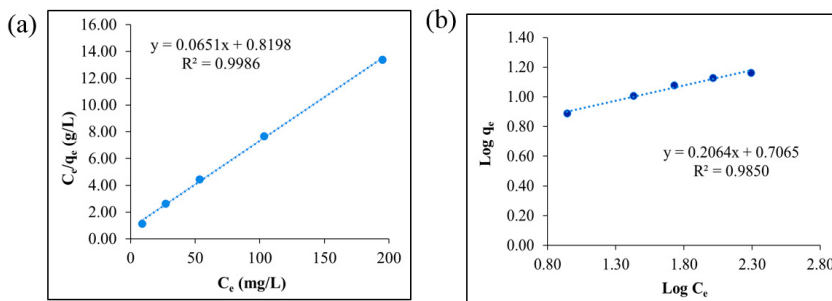 (a)
y = 0.0651x + 0.8198
R² = 0.9986
16.00
14.00
12.00
10.00
8.00
6.00
4.00
2.00
0.00
Cₑ/qₑ (g/L)
0
50
100
150
200
Cₑ (mg/L)
(b)
1.40
1.20
1.00
0.80
0.60
0.40
0.20
0.00
Log qₑ
y = 0.2064x + 0.7065
R² = 0.9850
0.80
1.30
1.80
2.30
2.80
Log Cₑ